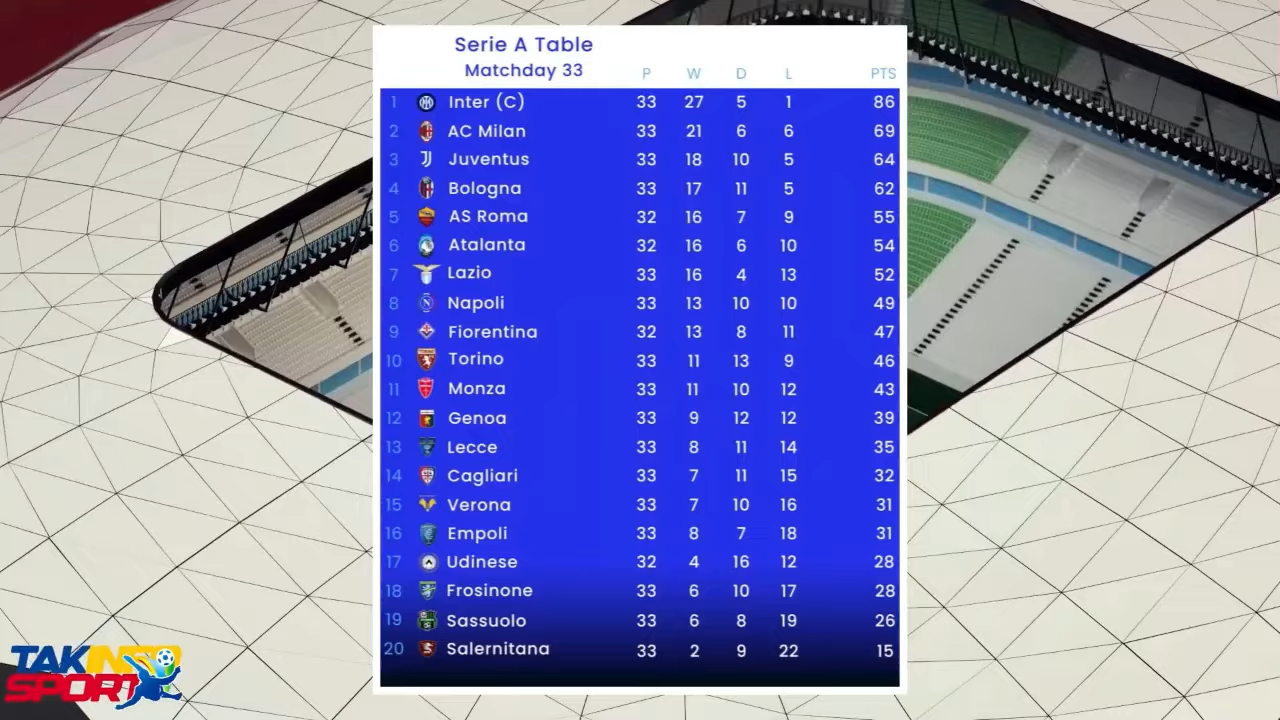 Serie A Table
Matchday 33 P W D L PTS
1 Inter (C) 33 27 5 1 86
2 AC Milan 33 21 6 6 69
3 Juventus 33 18 10 5 64
4 Bologna 33 17 11 5 62
5 AS Roma 32 16 7 9 55
6 Atalanta 32 16 6 10 54
7 Lazio 33 16 4 13 52
8 Napoli 33 13 10 10 49
9 Fiorentina 32 13 8 11 47
10 Torino 33 11 13 9 46
11 Monza 33 11 10 12 43
12 Genoa 33 9 12 12 39
13 Lecce 33 8 11 14 35
14 Cagliari 33 7 11 15 32
15 Verona 33 7 10 16 31
16 Empoli 33 8 7 18 31
17 Udinese 32 4 16 12 28
18 Frosinone 33 6 10 17 28
19 Sassuolo 33 6 8 19 26
20 Salernitana 33 2 9 22 15
TAKINFO
SPORT